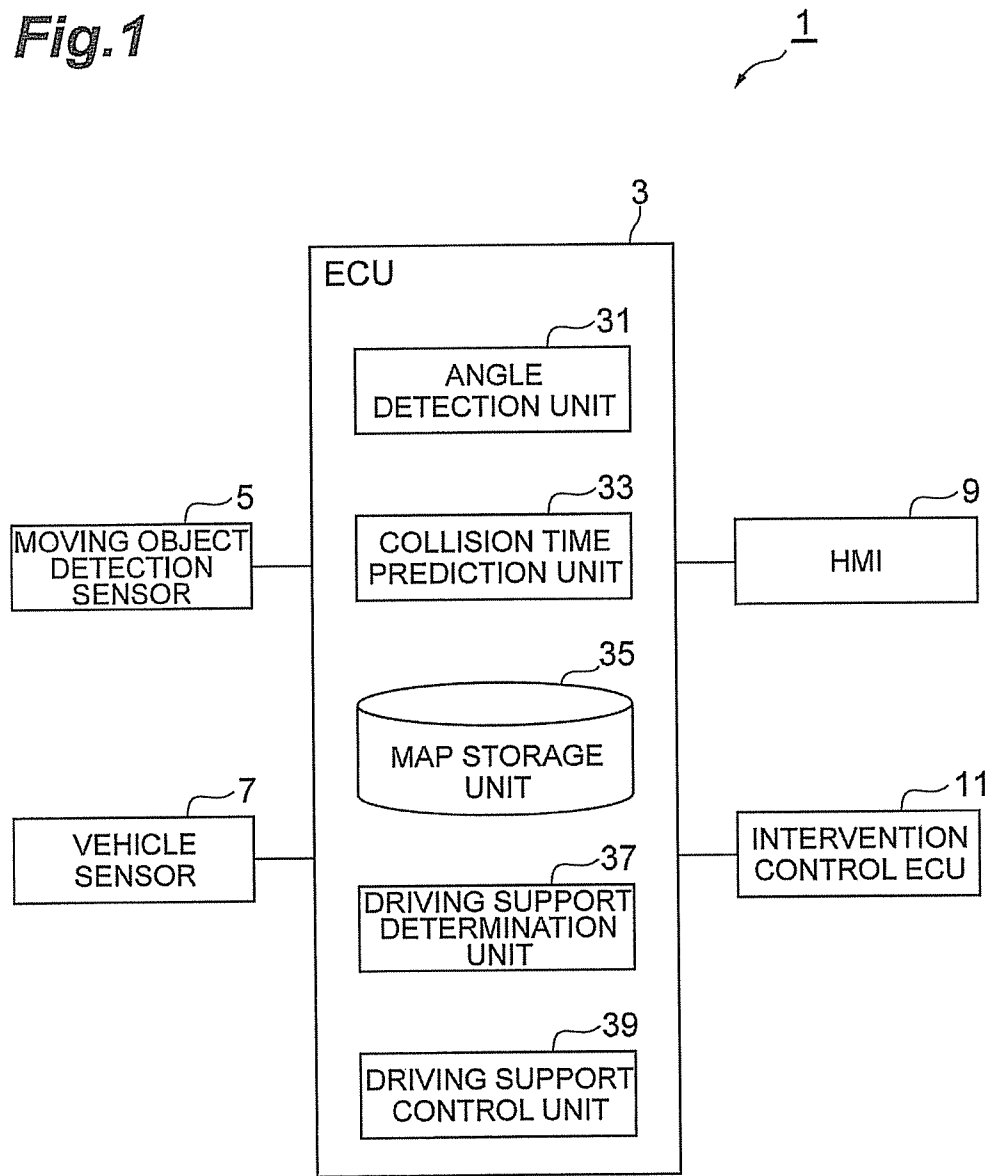 Fig.1
1
3
ECU
31
ANGLE
DETECTION UNIT
5
MOVING OBJECT
DETECTION
SENSOR
33
COLLISION TIME
PREDICTION UNIT
9
HMI
35
MAP STORAGE
UNIT
7
VEHICLE
SENSOR
37
DRIVING SUPPORT
DETERMINATION
UNIT
11
INTERVENTION
CONTROL ECU
39
DRIVING SUPPORT
CONTROL UNIT